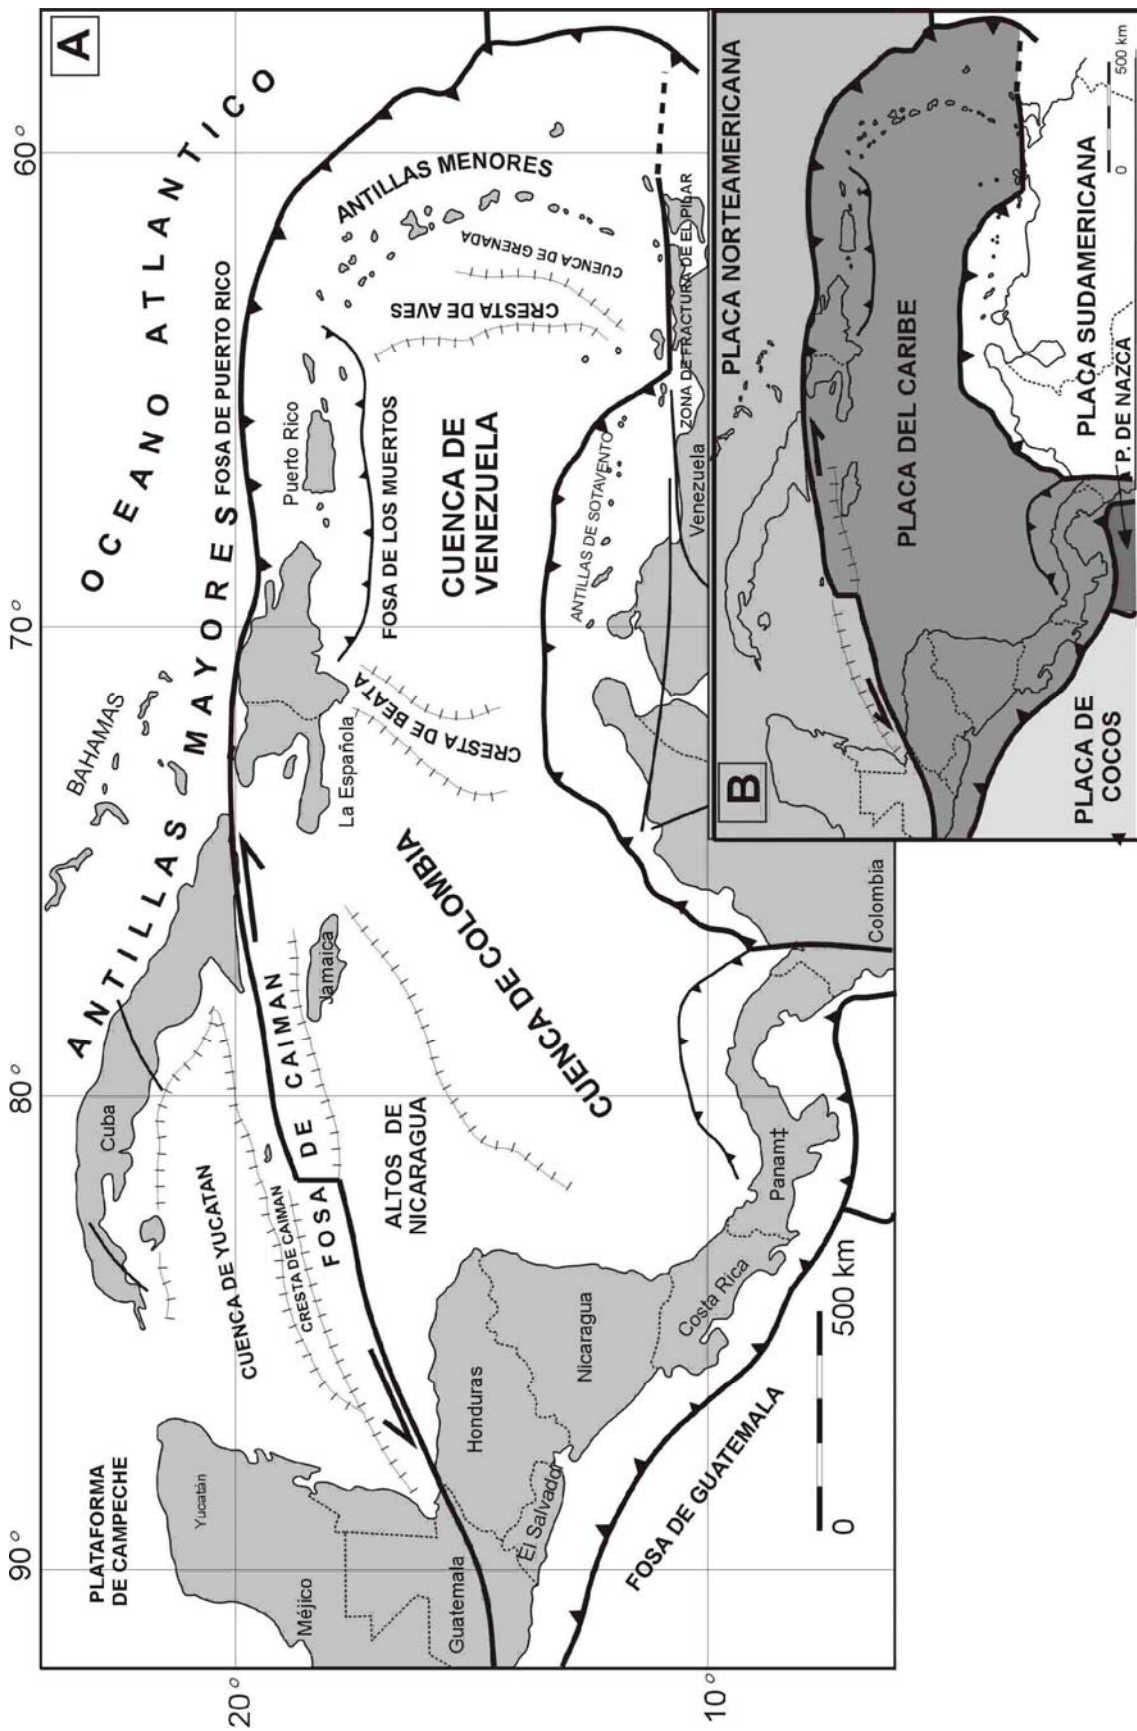 A
90°
80°
70°
60°
20°
10°
OCEANO ATLANTICO
ANTILLAS MAYORES
BAHAMAS
FOSA DE PUERTO RICO
PLATAFORMA
DE CAMPECHE
Yucatán
Méjico
Guatemala
Cuba
CUENCA DE YUCATAN
CRESTA DE CAIMAN
FOSA DE CAIMAN
Jamaica
La Española
Puerto Rico
ANTILLAS MENORES
CUENCA DE GRENADA
CRESTA DE AVES
FOSA DE LOS MUERTOS
CRESTA DE BEATA
CUENCA DE
VENEZUELA
ALTOS DE
NICARAGUA
CUENCA DE COLOMBIA
Honduras
El Salvador
Nicaragua
Costa Rica
Panam‡
Colombia
Venezuela
ANTILLAS DE SOTAVENTO
ZONA DE FRACTURA DE EL PILAR
FOSA DE GUATEMALA
0
500 km
B
PLACA NORTEAMERICANA
PLACA DEL CARIBE
PLACA SUDAMERICANA
P. DE NAZCA
PLACA DE
COCOS
0
500 km